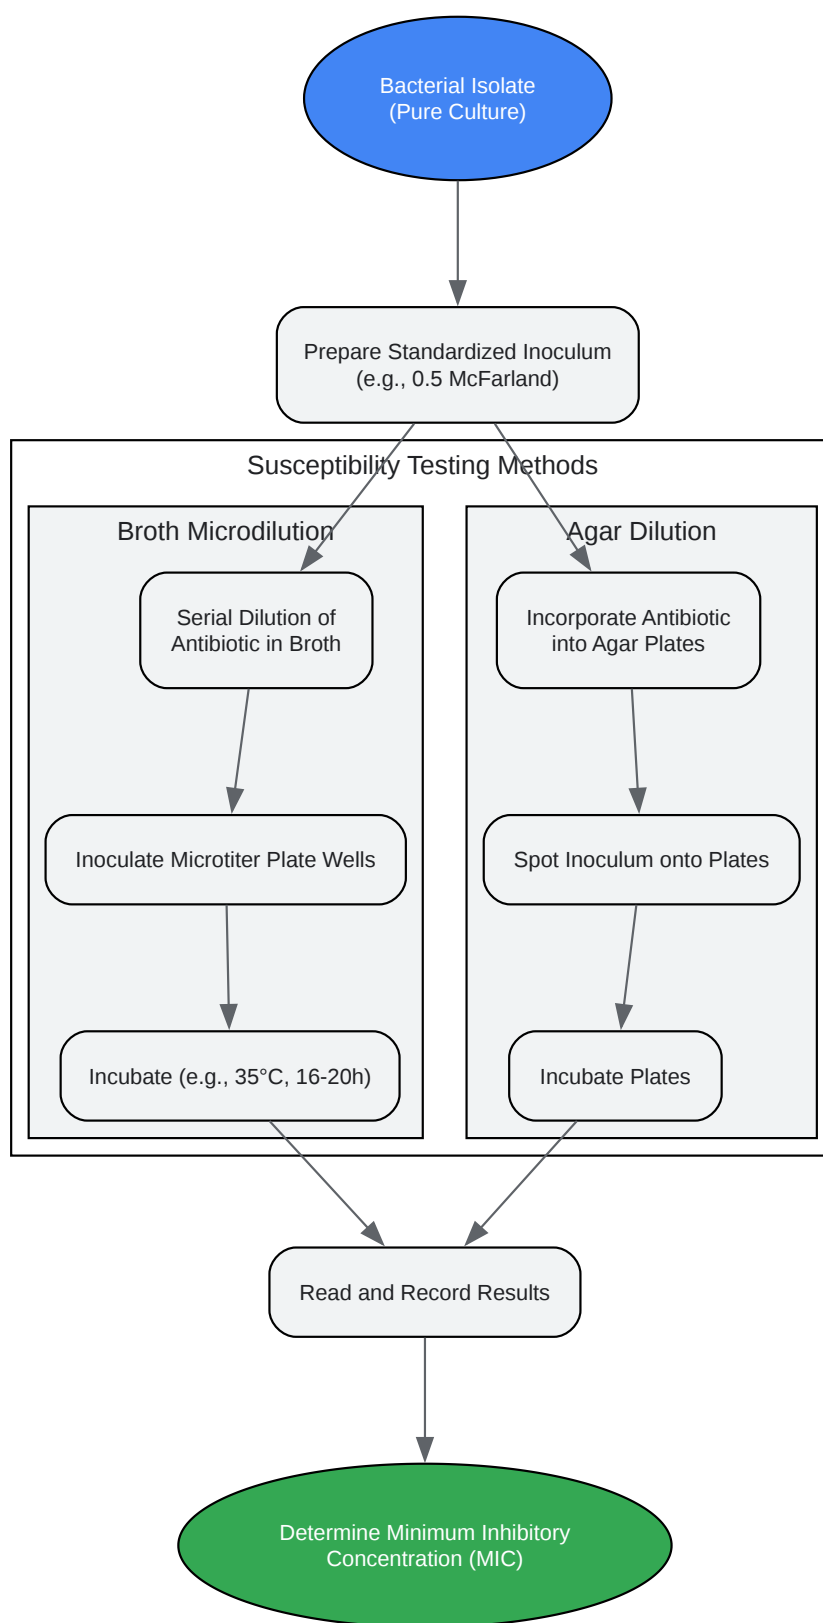 Bacterial Isolate
(Pure Culture)
Prepare Standardized Inoculum
(e.g., 0.5 McFarland)
Susceptibility Testing Methods
Broth Microdilution
Serial Dilution of
Antibiotic in Broth
Inoculate Microtiter Plate Wells
Incubate (e.g., 35°C, 16-20h)
Agar Dilution
Incorporate Antibiotic
into Agar Plates
Spot Inoculum onto Plates
Incubate Plates
Read and Record Results
Determine Minimum Inhibitory
Concentration (MIC)